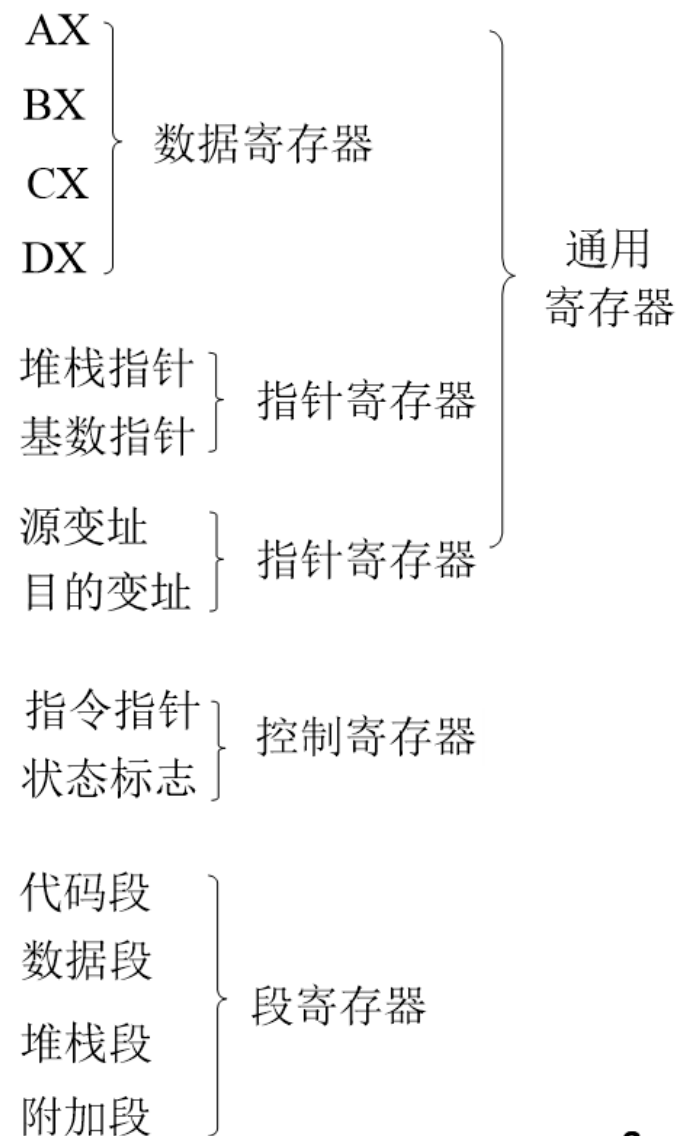 AX
BX
CX
DX
数据寄存器
通用
寄存器
堆栈指针
基数指针
指针寄存器
源变址
目的变址
指针寄存器
指令指针
状态标志
控制寄存器
代码段
数据段
堆栈段
附加段
段寄存器